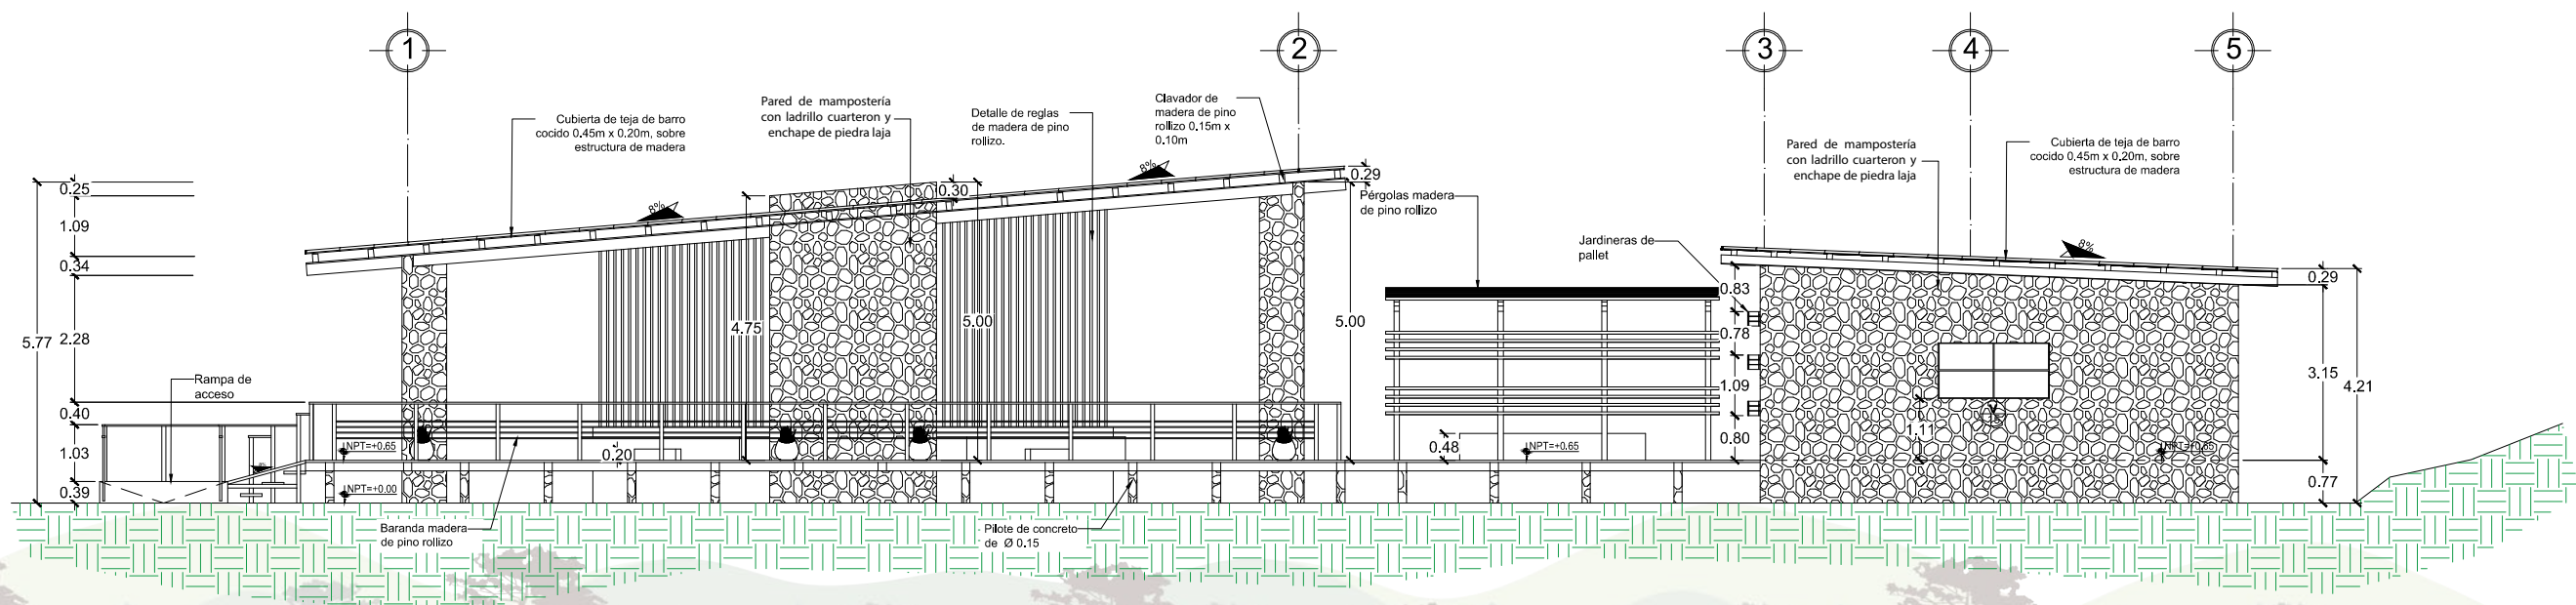 1
2
3
4
5
Cubierta de teja de barro
cocido 0.45m x 0.20m, sobre
estructura de madera
Pared de mampostería
con ladrillo cuarteron y
enchape de piedra laja
Detalle de reglas
de madera de pino
rollizo.
Clavador de
madera de pino
rollizo 0.15m x
0.10m
Pared de mampostería
con ladrillo cuarteron y
enchape de piedra laja
Cubierta de teja de barro
cocido 0.45m x 0.20m, sobre
estructura de madera
8%
8%
8%
Pérgolas madera
de pino rollizo
Jardineras de
pallet
Rampa de
acceso
Baranda madera
de pino rollizo
Pilote de concreto
de Ø 0.15
5.77
0.25
1.09
0.34
2.28
0.40
1.03
0.39
4.75
0.30
5.00
0.29
5.00
0.20
0.48
0.83
0.78
1.09
0.80
1.11
V
0.29
3.15
4.21
0.77
NPT=+0.65
NPT=+0.00
NPT=+0.65
NPT=+0.65